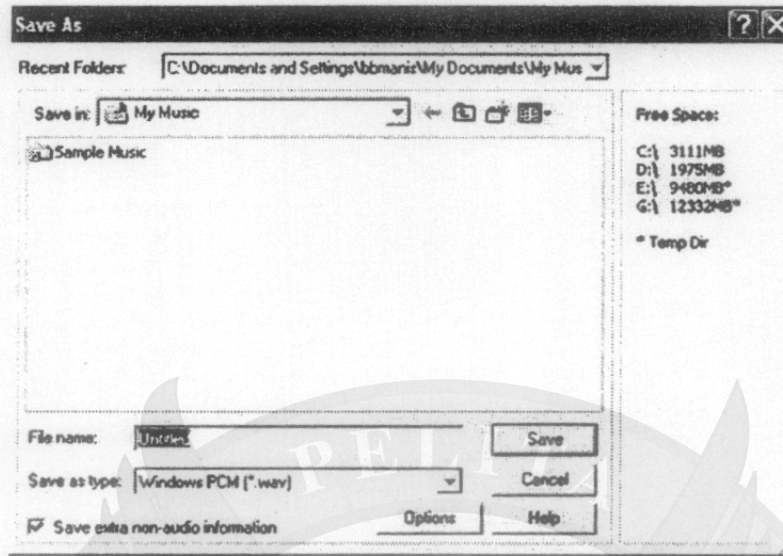 Save As
Recent Folders: C:\Documents and Settings\bbmanis\My Documents\My Mus
Save in: My Music
Sample Music
Free Space:
C:\ 3111MB
D:\ 1975MB
E:\ 9480MB*
G:\ 12332MB*
* Temp Dir
File name: Untitled
Save
Save as type: Windows PCM (*.wav)
Cancel
Save extra non-audio information
Options
Help
PELITA